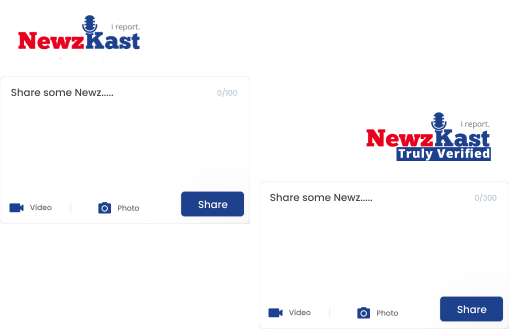 i report.
NewzKast
Share some Newz.....
0/100
Video
Photo
Share
i report.
NewzKast
Truly Verified
Share some Newz.....
0/300
Video
Photo
Share